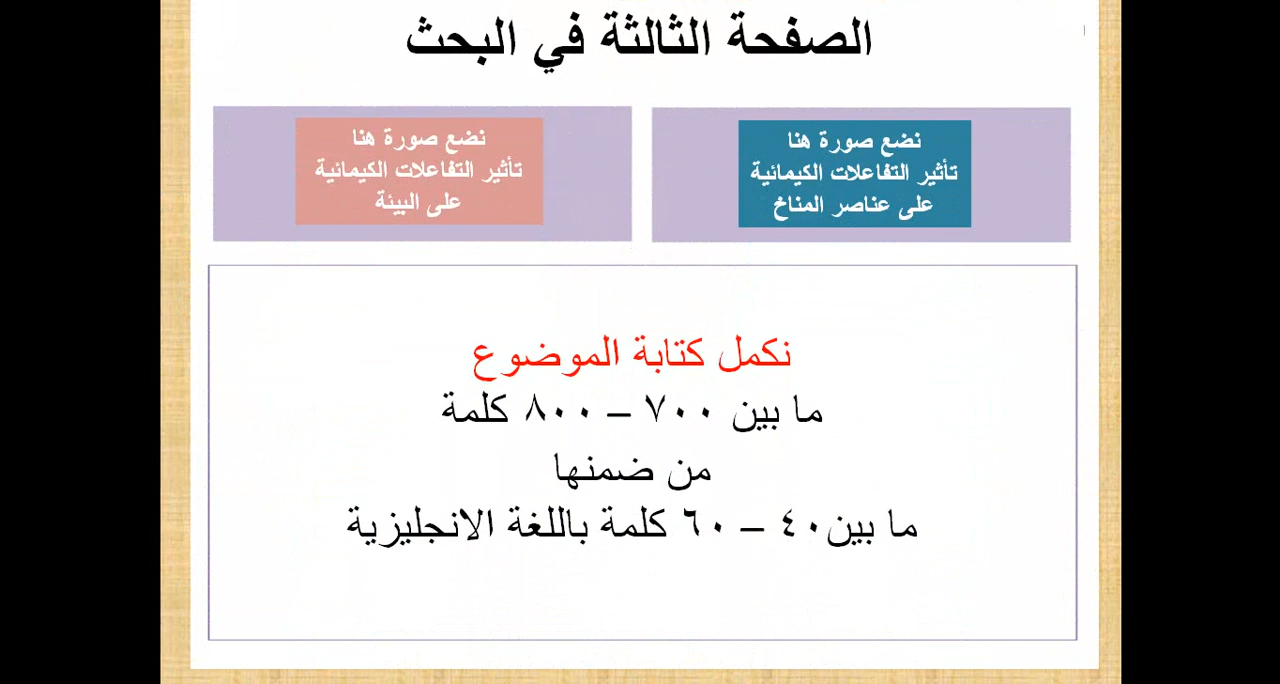 الصفحة الثالثة في البحث
نضع صورة هنا
تأثير التفاعلات الكيمائية
على عناصر المناخ
نضع صورة هنا
تأثير التفاعلات الكيمائية
على البيئة
نكمل كتابة الموضوع
ما بين ٧٠٠ – ٨٠٠ كلمة
من ضمنها
ما بين٤٠ – ٦٠ كلمة باللغة الانجليزية